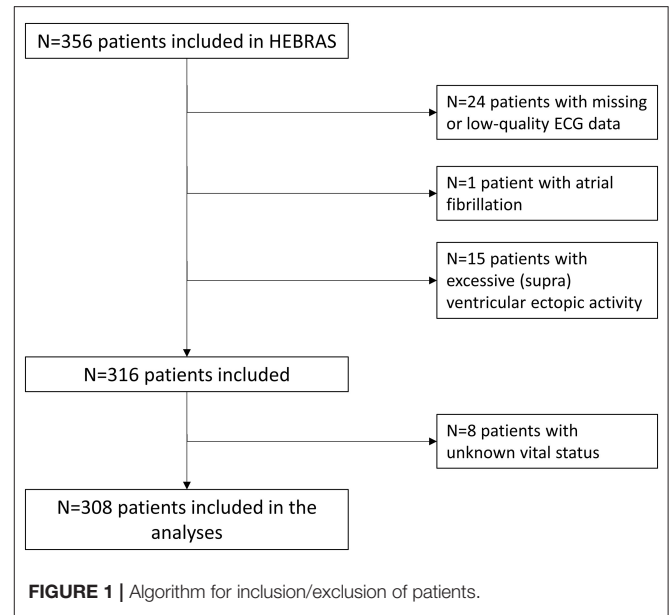 N=356 patients included in HEBRAS
N=24 patients with missing
or low-quality ECG data
N=1 patient with atrial
fibrillation
N=15 patients with
excessive (supra)
ventricular ectopic activity
N=316 patients included
N=8 patients with
unknown vital status
N=308 patients included in the
analyses
FIGURE 1 | Algorithm for inclusion/exclusion of patients.